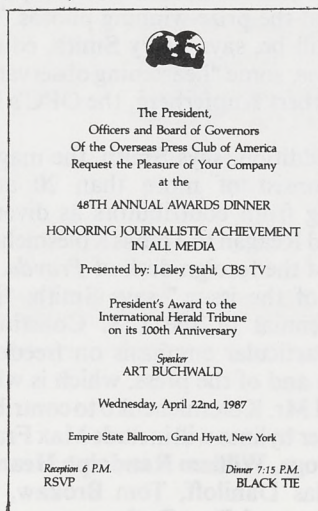 The President,
Officers and Board of Governors
Of the Overseas Press Club of America
Request the Pleasure of Your Company
at the
48TH ANNUAL AWARDS DINNER
HONORING JOURNALISTIC ACHIEVEMENT
IN ALL MEDIA
Presented by: Lesley Stahl, CBS TV
President's Award to the
International Herald Tribune
on its 100th Anniversary
Speaker
ART BUCHWALD
Wednesday, April 22nd, 1987
Empire State Ballroom, Grand Hyatt, New York
Reception 6 P.M. Dinner 7:15 P.M.
RSVP BLACK TIE